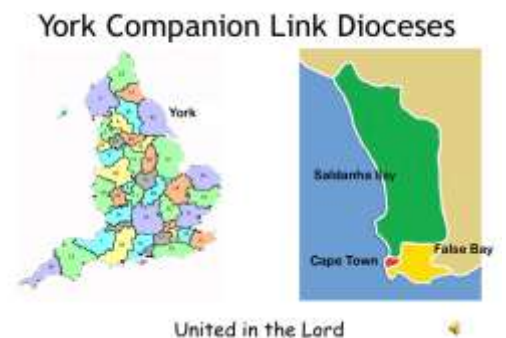 York Companion Link Dioceses
York
Saldanha Bay
False Bay
Cape Town
United in the Lord